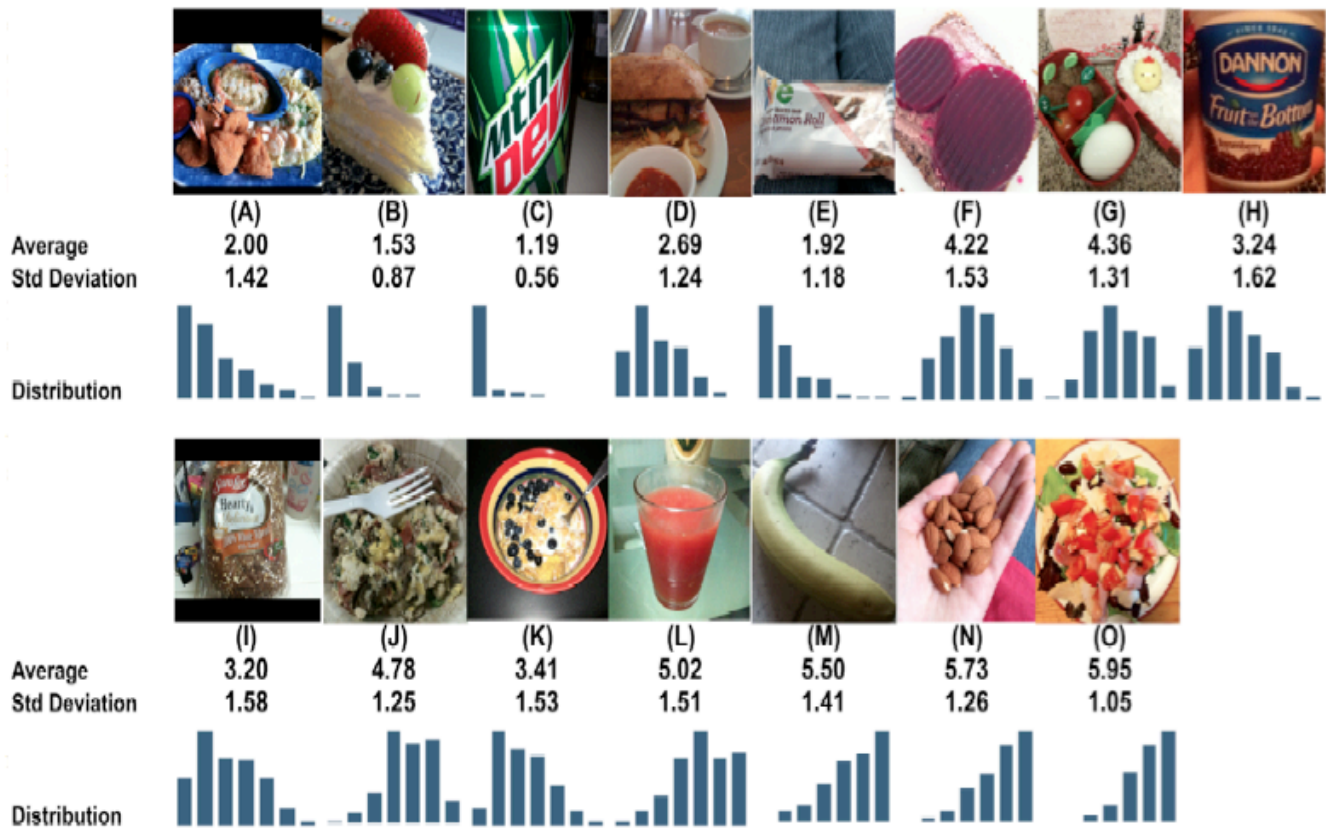 Mtn
DEW
DANNON
Fruit on the Bottom
(A) (B) (C) (D) (E) (F) (G) (H)
Average 2.00 1.53 1.19 2.69 1.92 4.22 4.36 3.24
Std Deviation 1.42 0.87 0.56 1.24 1.18 1.53 1.31 1.62
Distribution
(I) (J) (K) (L) (M) (N) (O)
Average 3.20 4.78 3.41 5.02 5.50 5.73 5.95
Std Deviation 1.58 1.25 1.53 1.51 1.41 1.26 1.05
Distribution